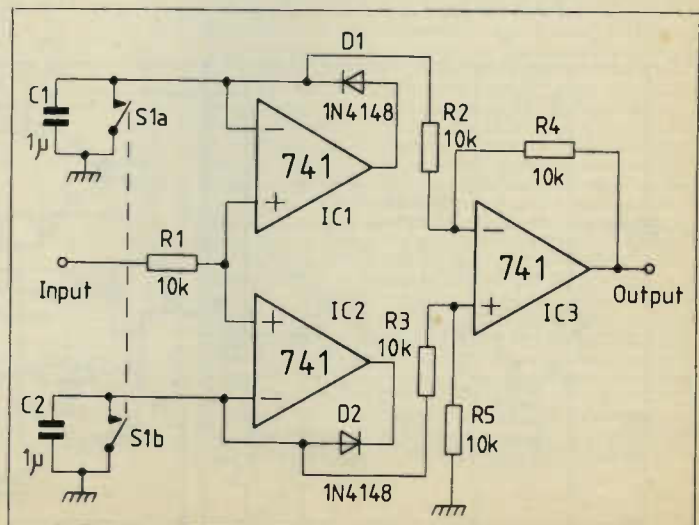 D1
C1
S1a
1µ
1N4148
R2
10k
R4
10k
−
741
+
IC1
R1
10k
Input
−
741
+
IC3
Output
IC2
+
741
−
R3
10k
C2
1µ
S1b
D2
1N4148
R5
10k